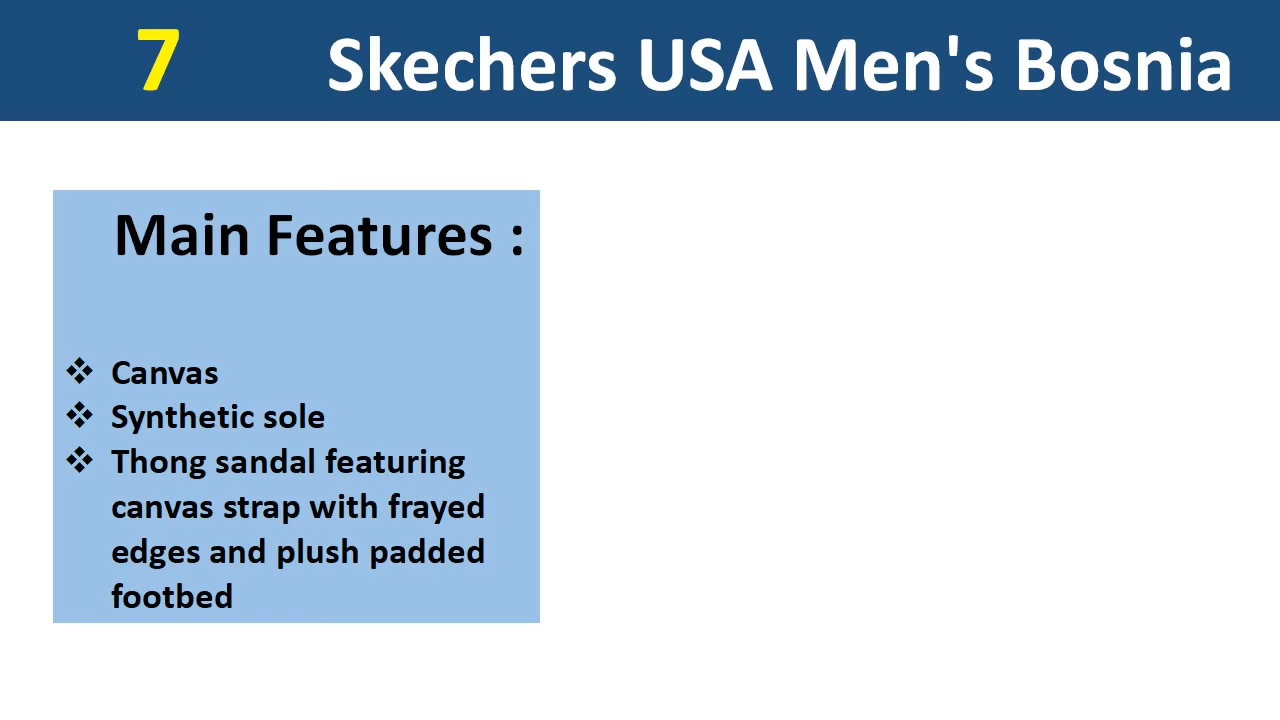 7 Skechers USA Men's Bosnia
Main Features :
❖ Canvas
❖ Synthetic sole
❖ Thong sandal featuring
canvas strap with frayed
edges and plush padded
footbed